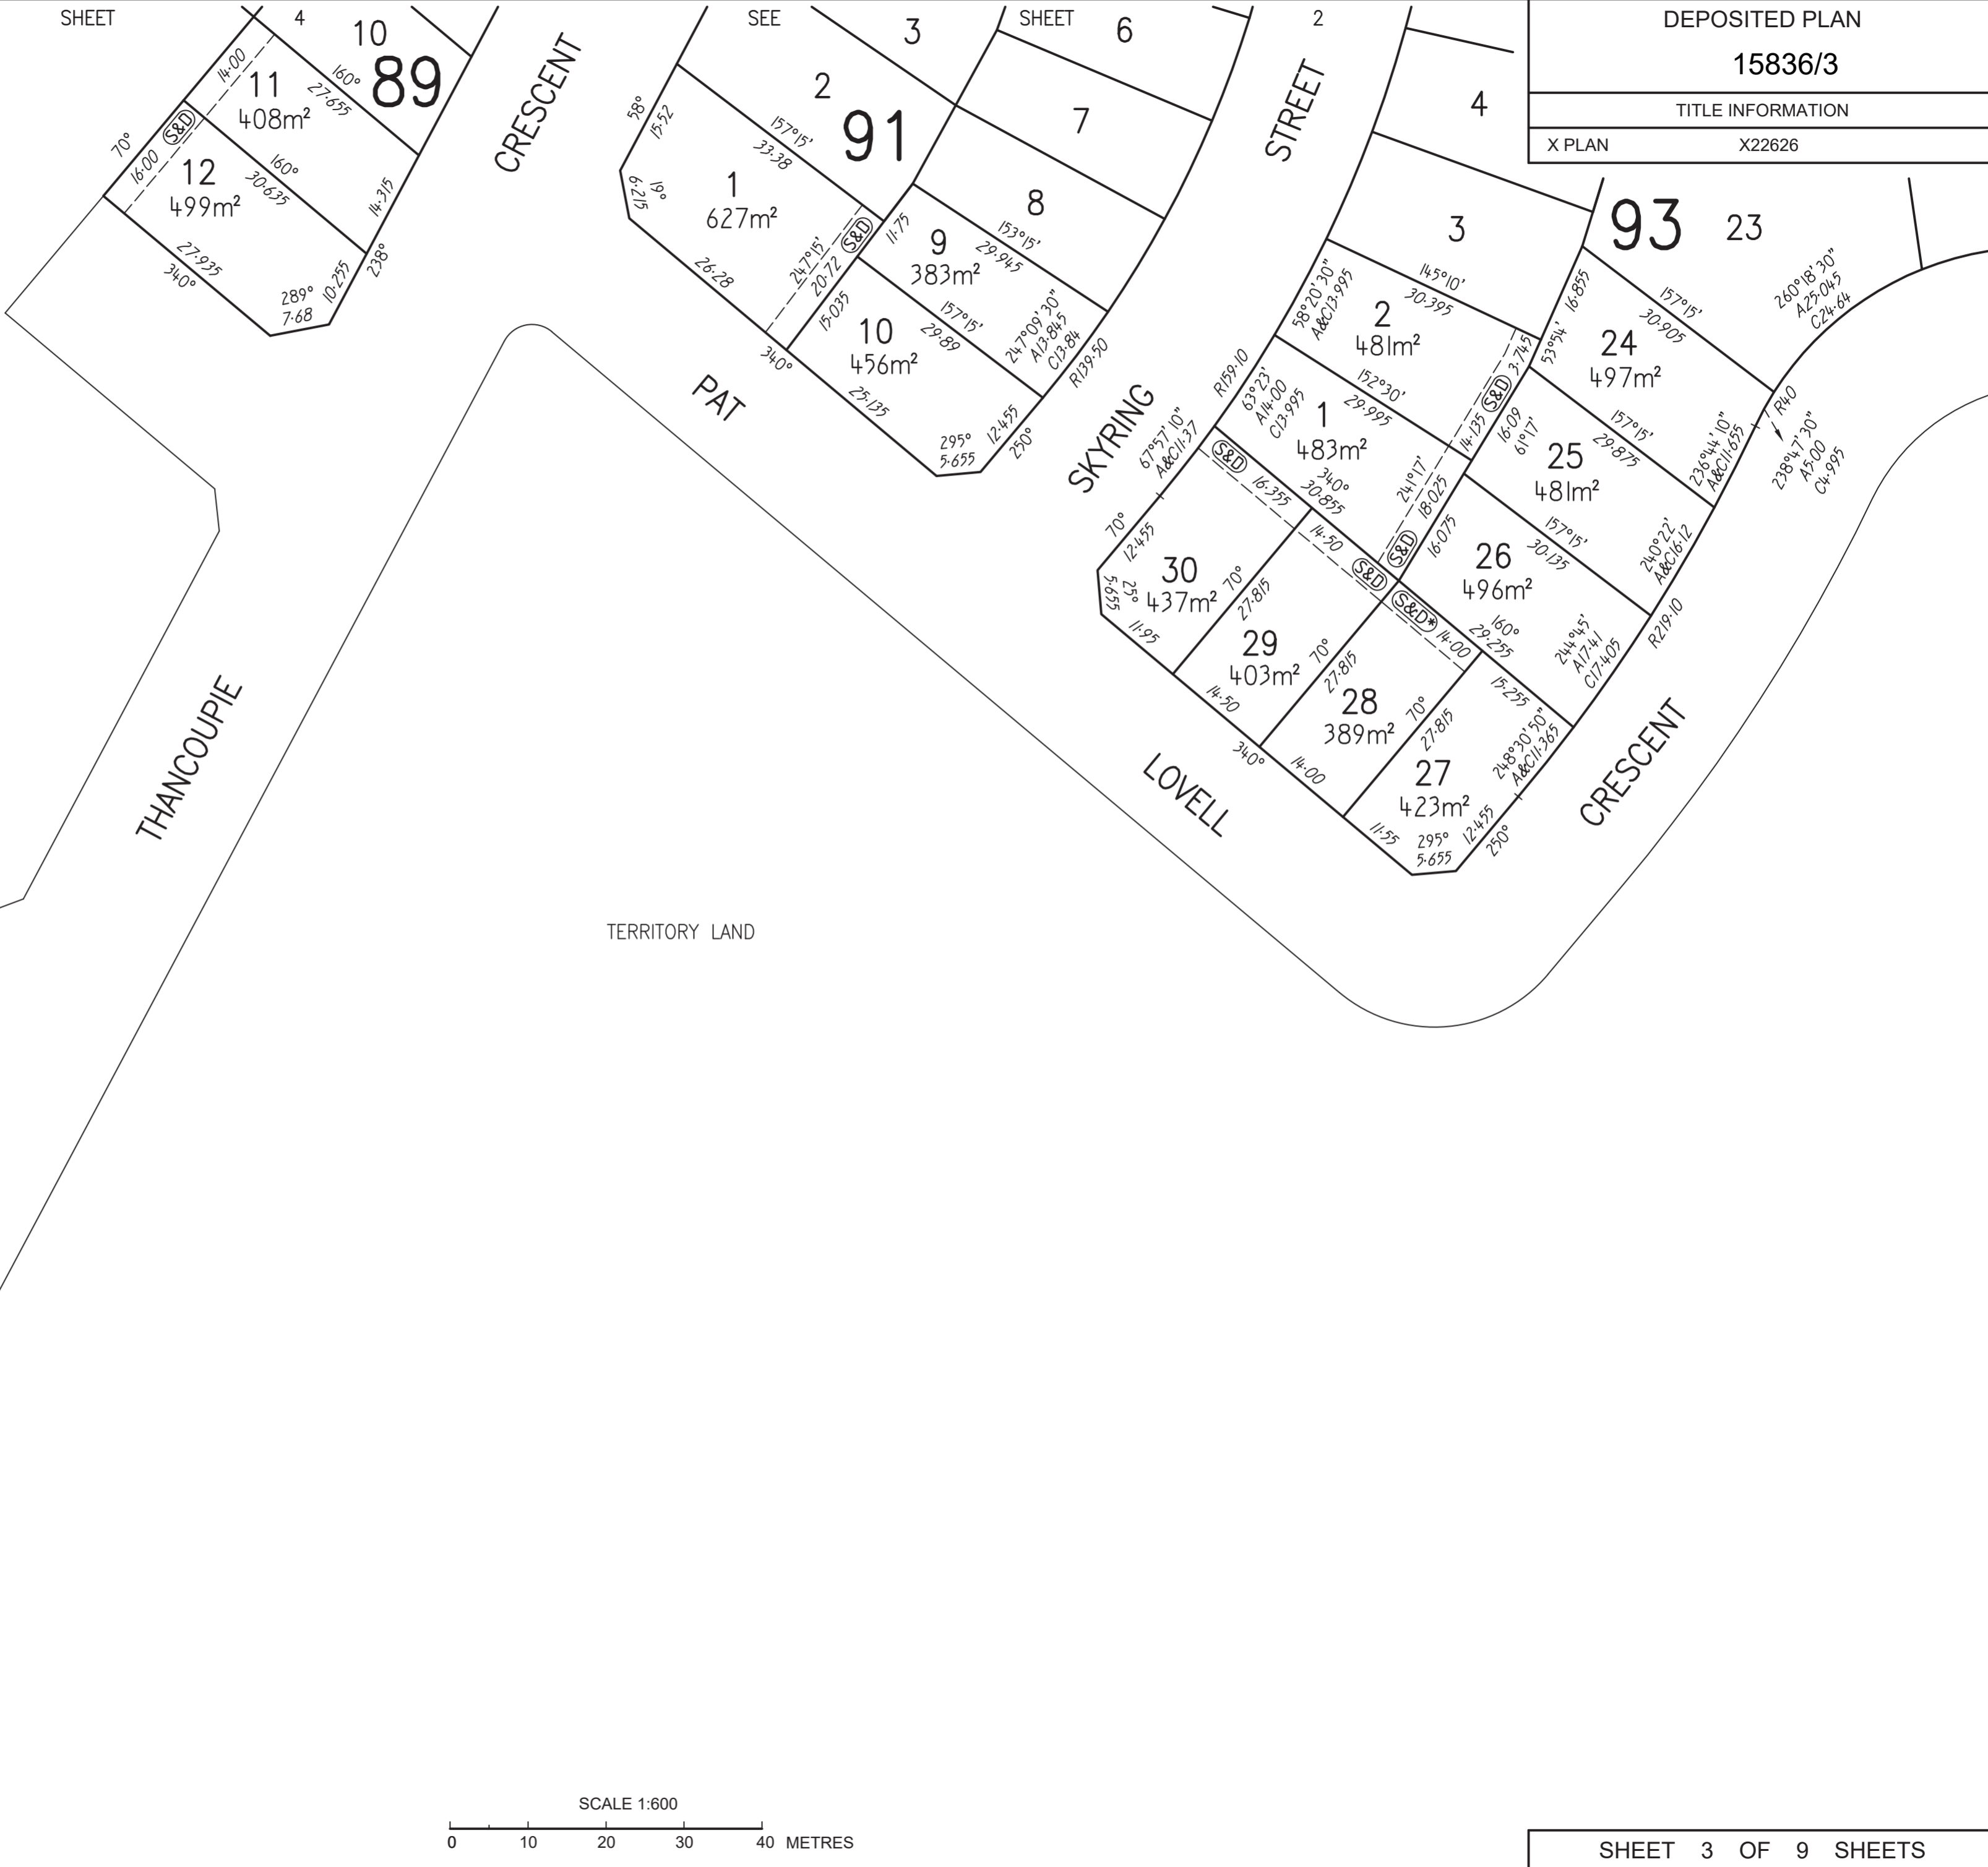 SHEET 4 SEE SHEET 2
DEPOSITED PLAN
15836/3
TITLE INFORMATION
X PLAN X22626
89
10
11
408m²
14·00
160°
27·655
S&D
70°
16·00
12
499m²
160°
30·635
14·315
238°
10·255
289°
7·68
27·935
340°
CRESCENT
THANCOUPIE
91
3
2
58°
15·52
157°15'
33·38
1
627m²
19°
6·215
26·28
247°15'
20·72
S&D
6
7
8
11·75
153°15'
29·945
9
383m²
15·035
157°15'
29·89
10
456m²
247°09'30"
A13·845
C13·84
R139·50
340°
25·135
295°
5·655
12·455
250°
PAT
SKYRING
STREET
4
3
93
23
145°10'
30·395
58°20'30"
A&C13·995
2
481m²
S&D
3·745
53°54'
16·855
R159·10
63°23'
A14·00
C13·995
152°30'
29·995
1
483m²
340°
30·855
14·135
241°17'
18·025
S&D
16·09
61°17'
157°15'
30·905
24
497m²
260°18'30"
A25·045
C24·64
R40
238°47'30"
A5·00
C4·995
157°15'
29·875
236°44'10"
A&C11·655
25
481m²
16·075
157°15'
30·135
240°22'
A&C16·12
26
496m²
160°
29·255
244°45'
A17·41
C17·405
R219·10
67°57'10"
A&C11·37
S&D
16·355
14·50
S&D
S&D*
14·00
15·255
70°
12·455
30
437m²
25°
5·655
11·95
70°
27·815
29
403m²
14·50
70°
27·815
28
389m²
340°
14·00
70°
27·815
27
423m²
248°30'50"
A&C11·365
11·55
295°
5·655
12·455
250°
LOVELL
CRESCENT
TERRITORY LAND
SCALE 1:600
0 10 20 30 40 METRES
SHEET 3 OF 9 SHEETS